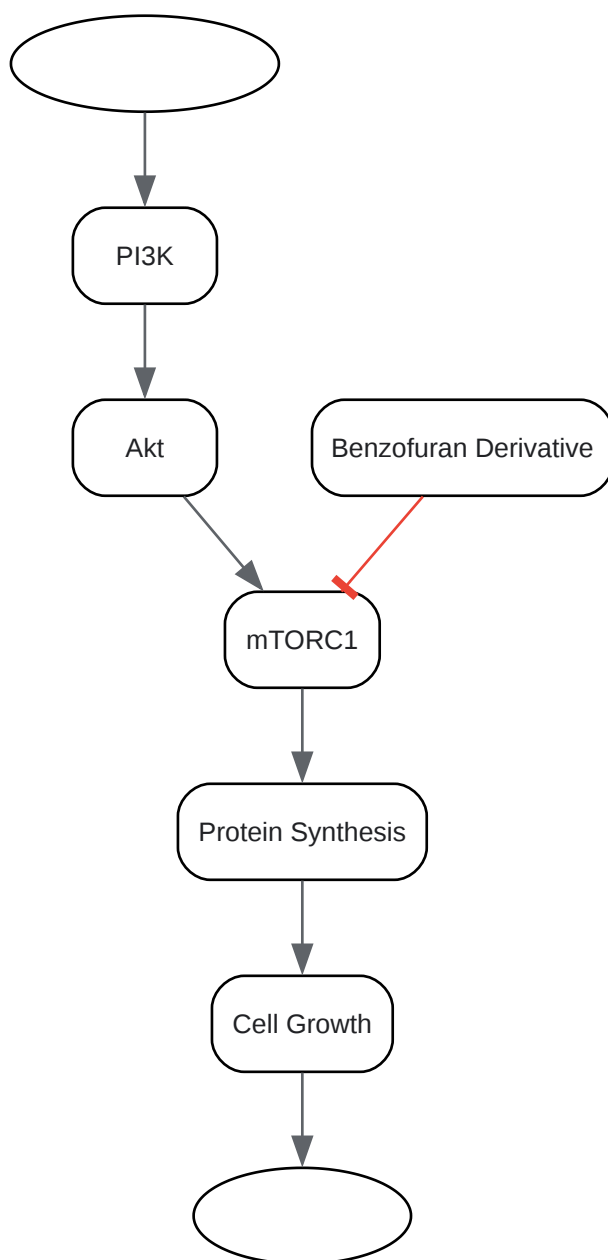 PI3K
Akt
Benzofuran Derivative
mTORC1
Protein Synthesis
Cell Growth